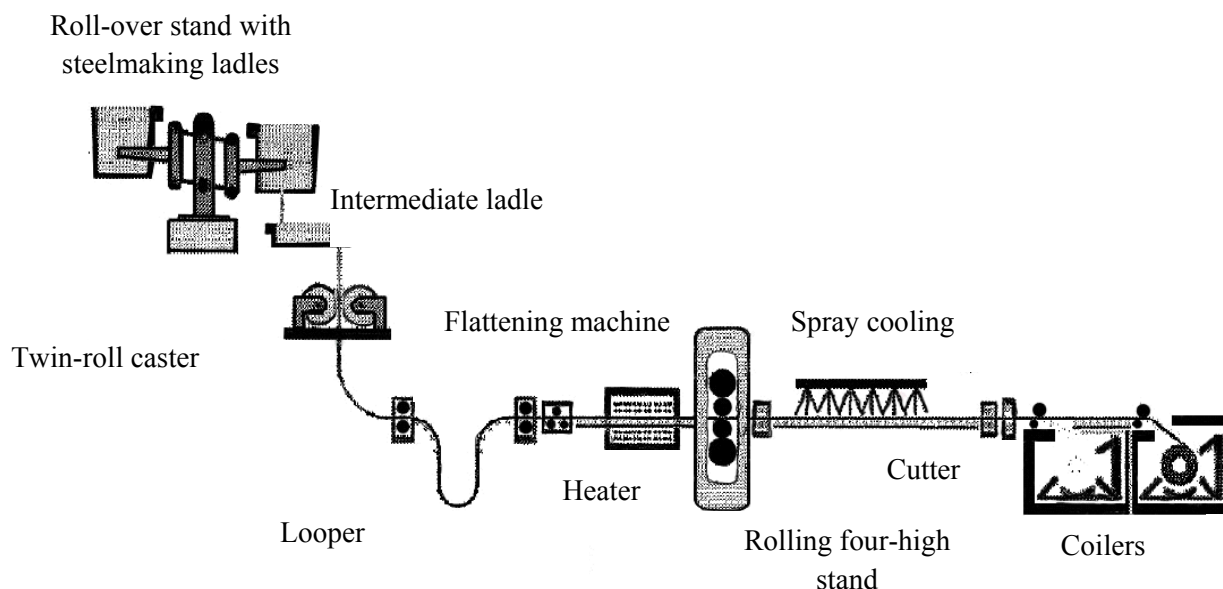 Roll-over stand with
steelmaking ladles
Intermediate ladle
Flattening machine
Spray cooling
Twin-roll caster
Heater
Cutter
Looper
Rolling four-high
stand
Coilers